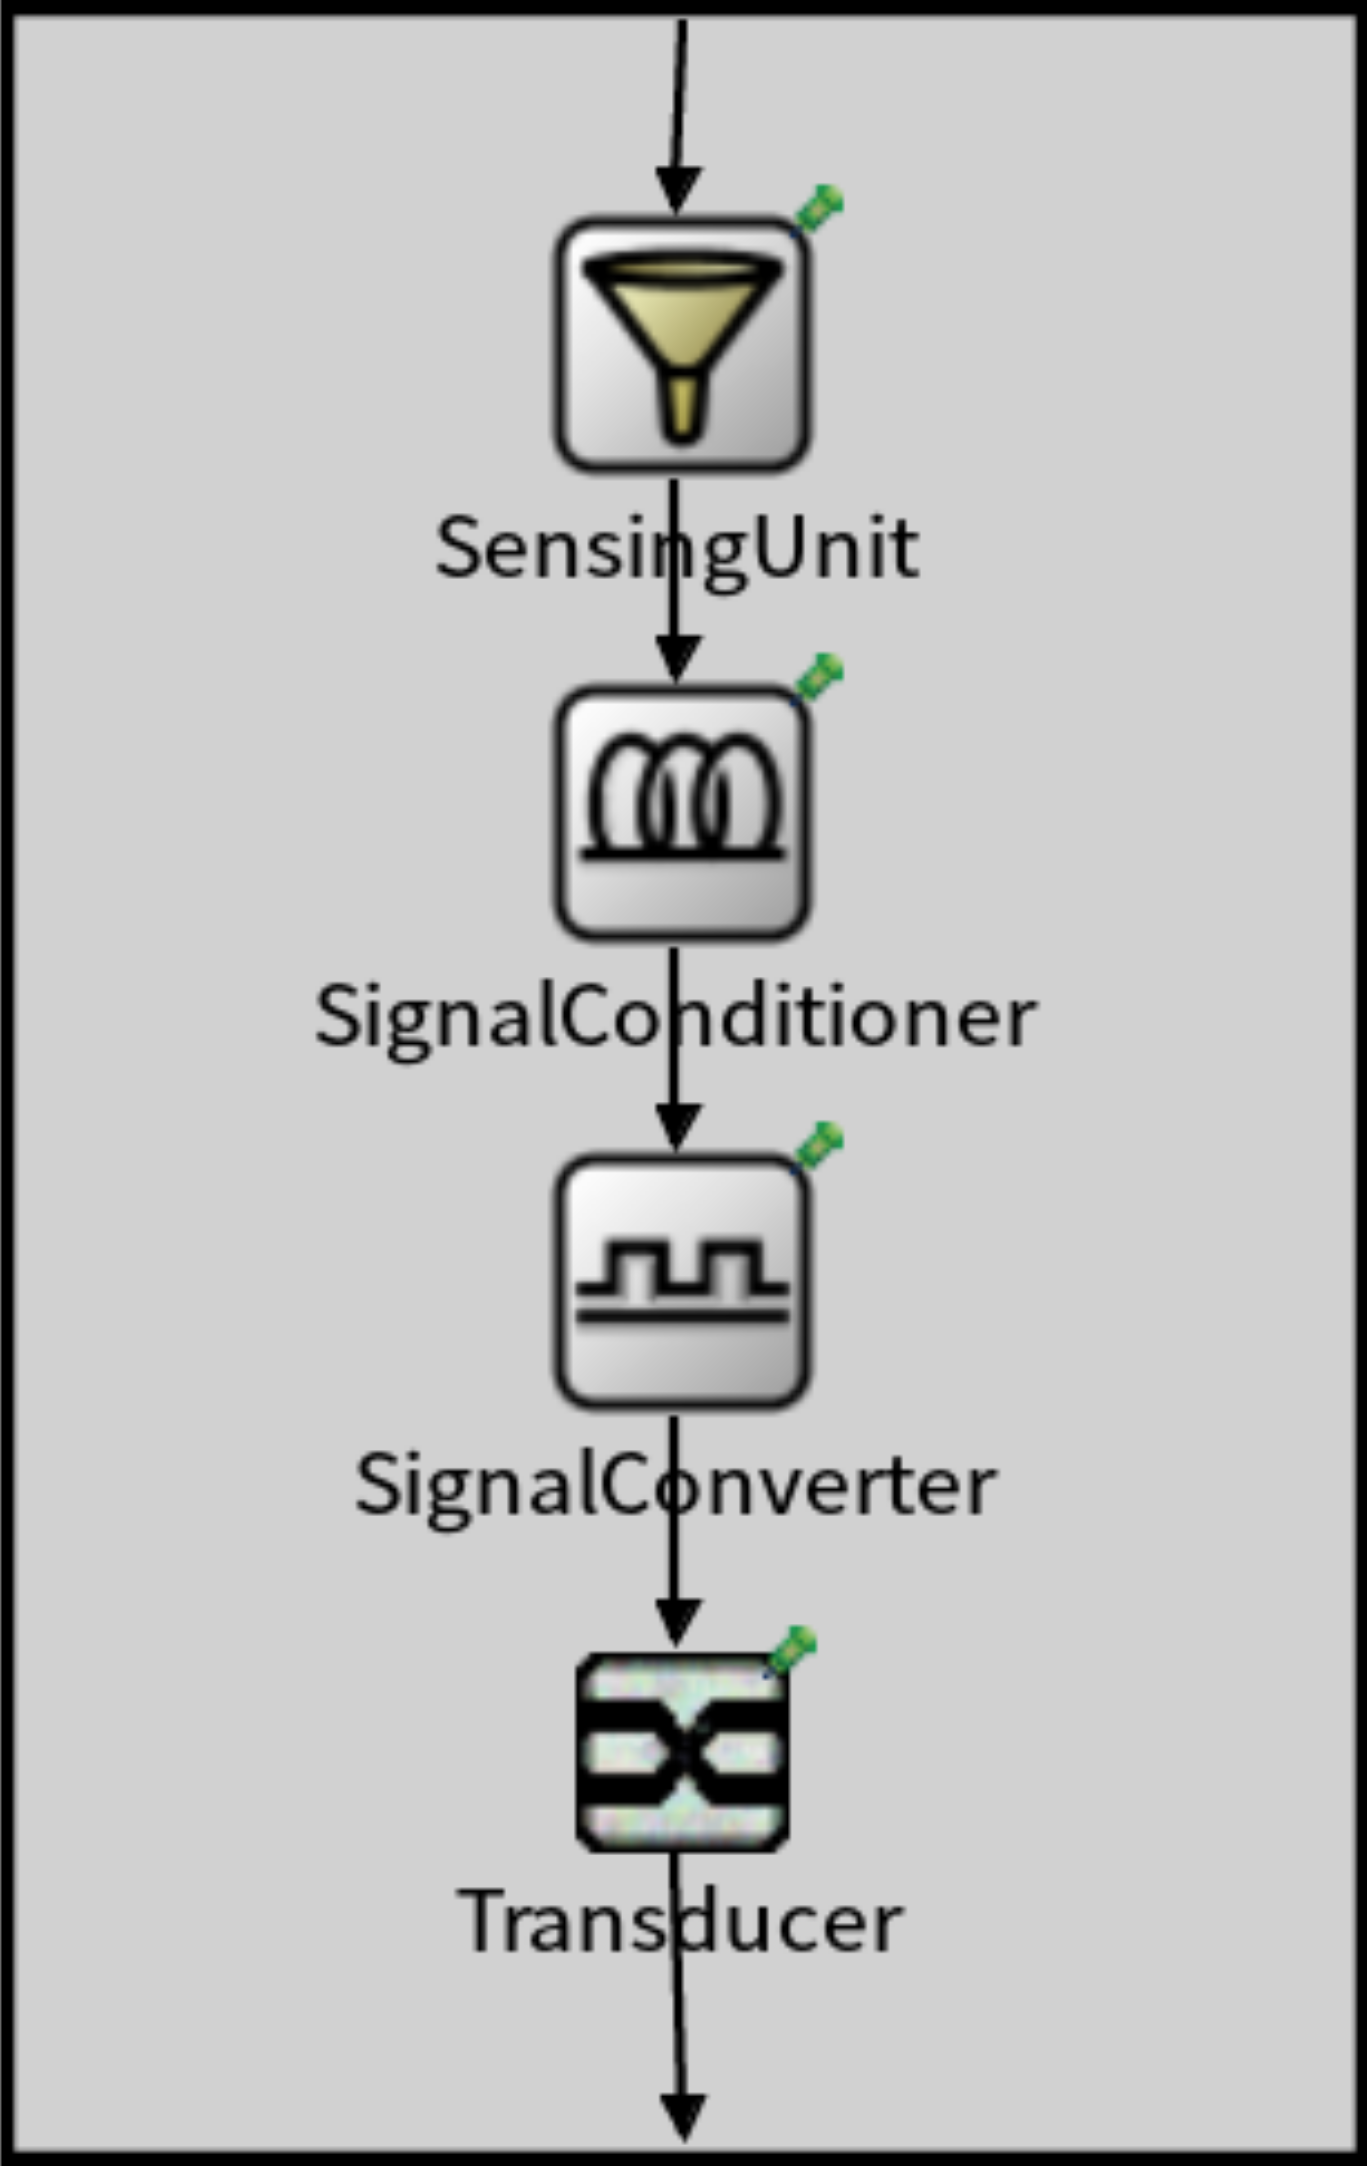 SensingUnit
SignalConditioner
SignalConverter
Transducer